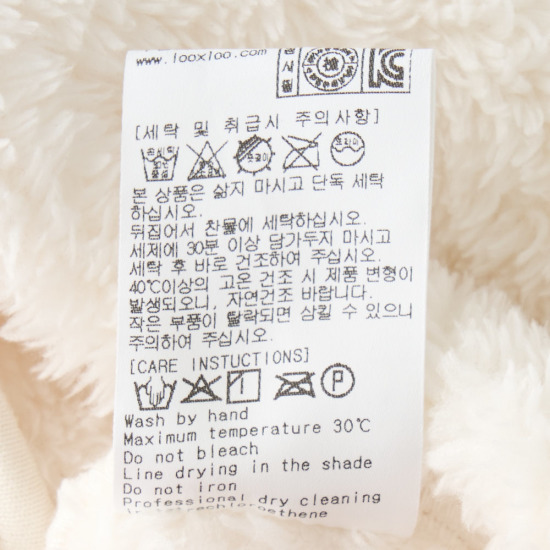 www.looxloo.com
[세탁 및 취급시 주의사항]
본 상품은 삶지 마시고 단독 세탁
하십시오.
뒤집어서 찬물에 세탁하십시오.
세제에 30분 이상 담가두지 마시고
세탁 후 바로 건조하여 주십시오.
40℃이상의 고온 건조 시 제품 변형이
발생되오니, 자연건조 바랍니다.
작은 부품이 탈락되면 삼킬 수 있으니
주의하여 주십시오.
[CARE INSTUCTIONS]
P
Wash by hand
Maximum temperature 30℃
Do not bleach
Line drying in the shade
Do not iron
Professional dry cleaning